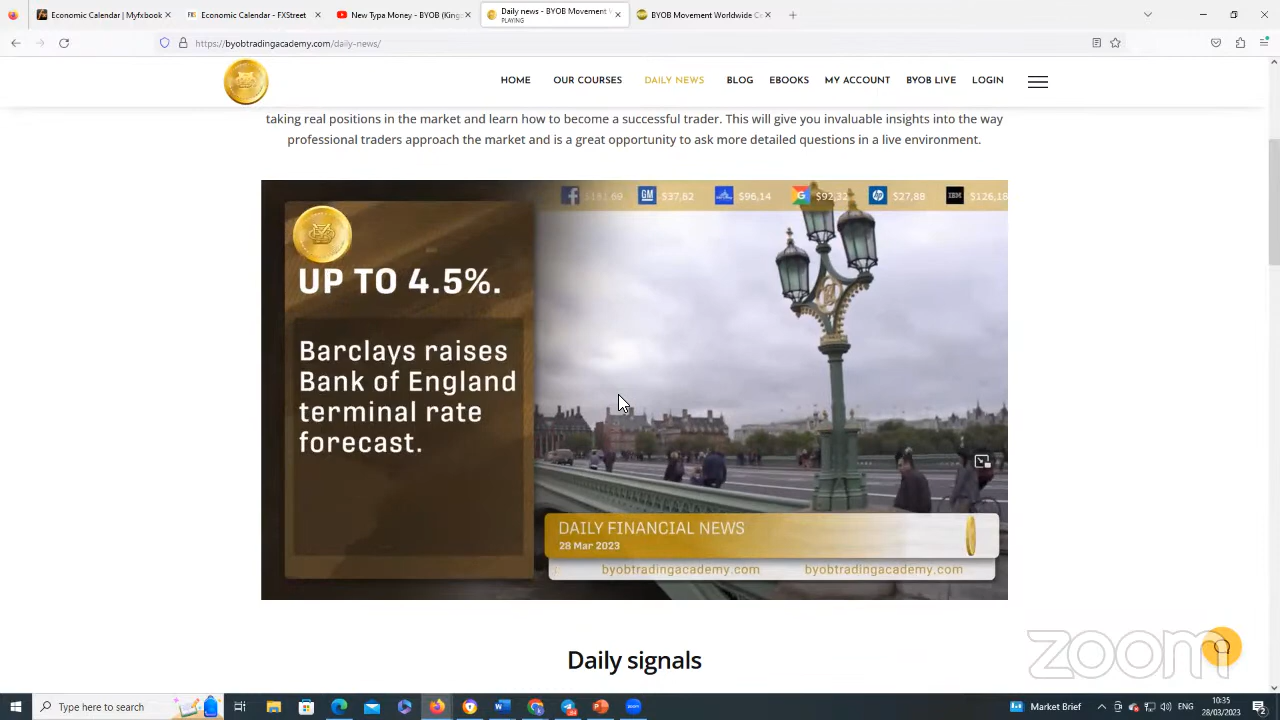 Economic Calendar | Myfxbook
Economic Calendar - FXStreet
New Typa Money - BYOB (King
Daily news - BYOB Movement
PLAYING
BYOB Movement Worldwide
https://byobtradingacademy.com/daily-news/
HOME
OUR COURSES
DAILY NEWS
BLOG
EBOOKS
MY ACCOUNT
BYOB LIVE
LOGIN
taking real positions in the market and learn how to become a successful trader. This will give you invaluable insights into the way
professional traders approach the market and is a great opportunity to ask more detailed questions in a live environment.
GM $37,62 $96,14 G $92,32 hp $27,88 IBM $126,18
UP TO 4.5%.
Barclays raises
Bank of England
terminal rate
forecast.
DAILY FINANCIAL NEWS
28 Mar 2023
byobtradingacademy.com byobtradingacademy.com
Daily signals
zoom
Type here to search
Market Brief
ENG
10:35
28/03/2023